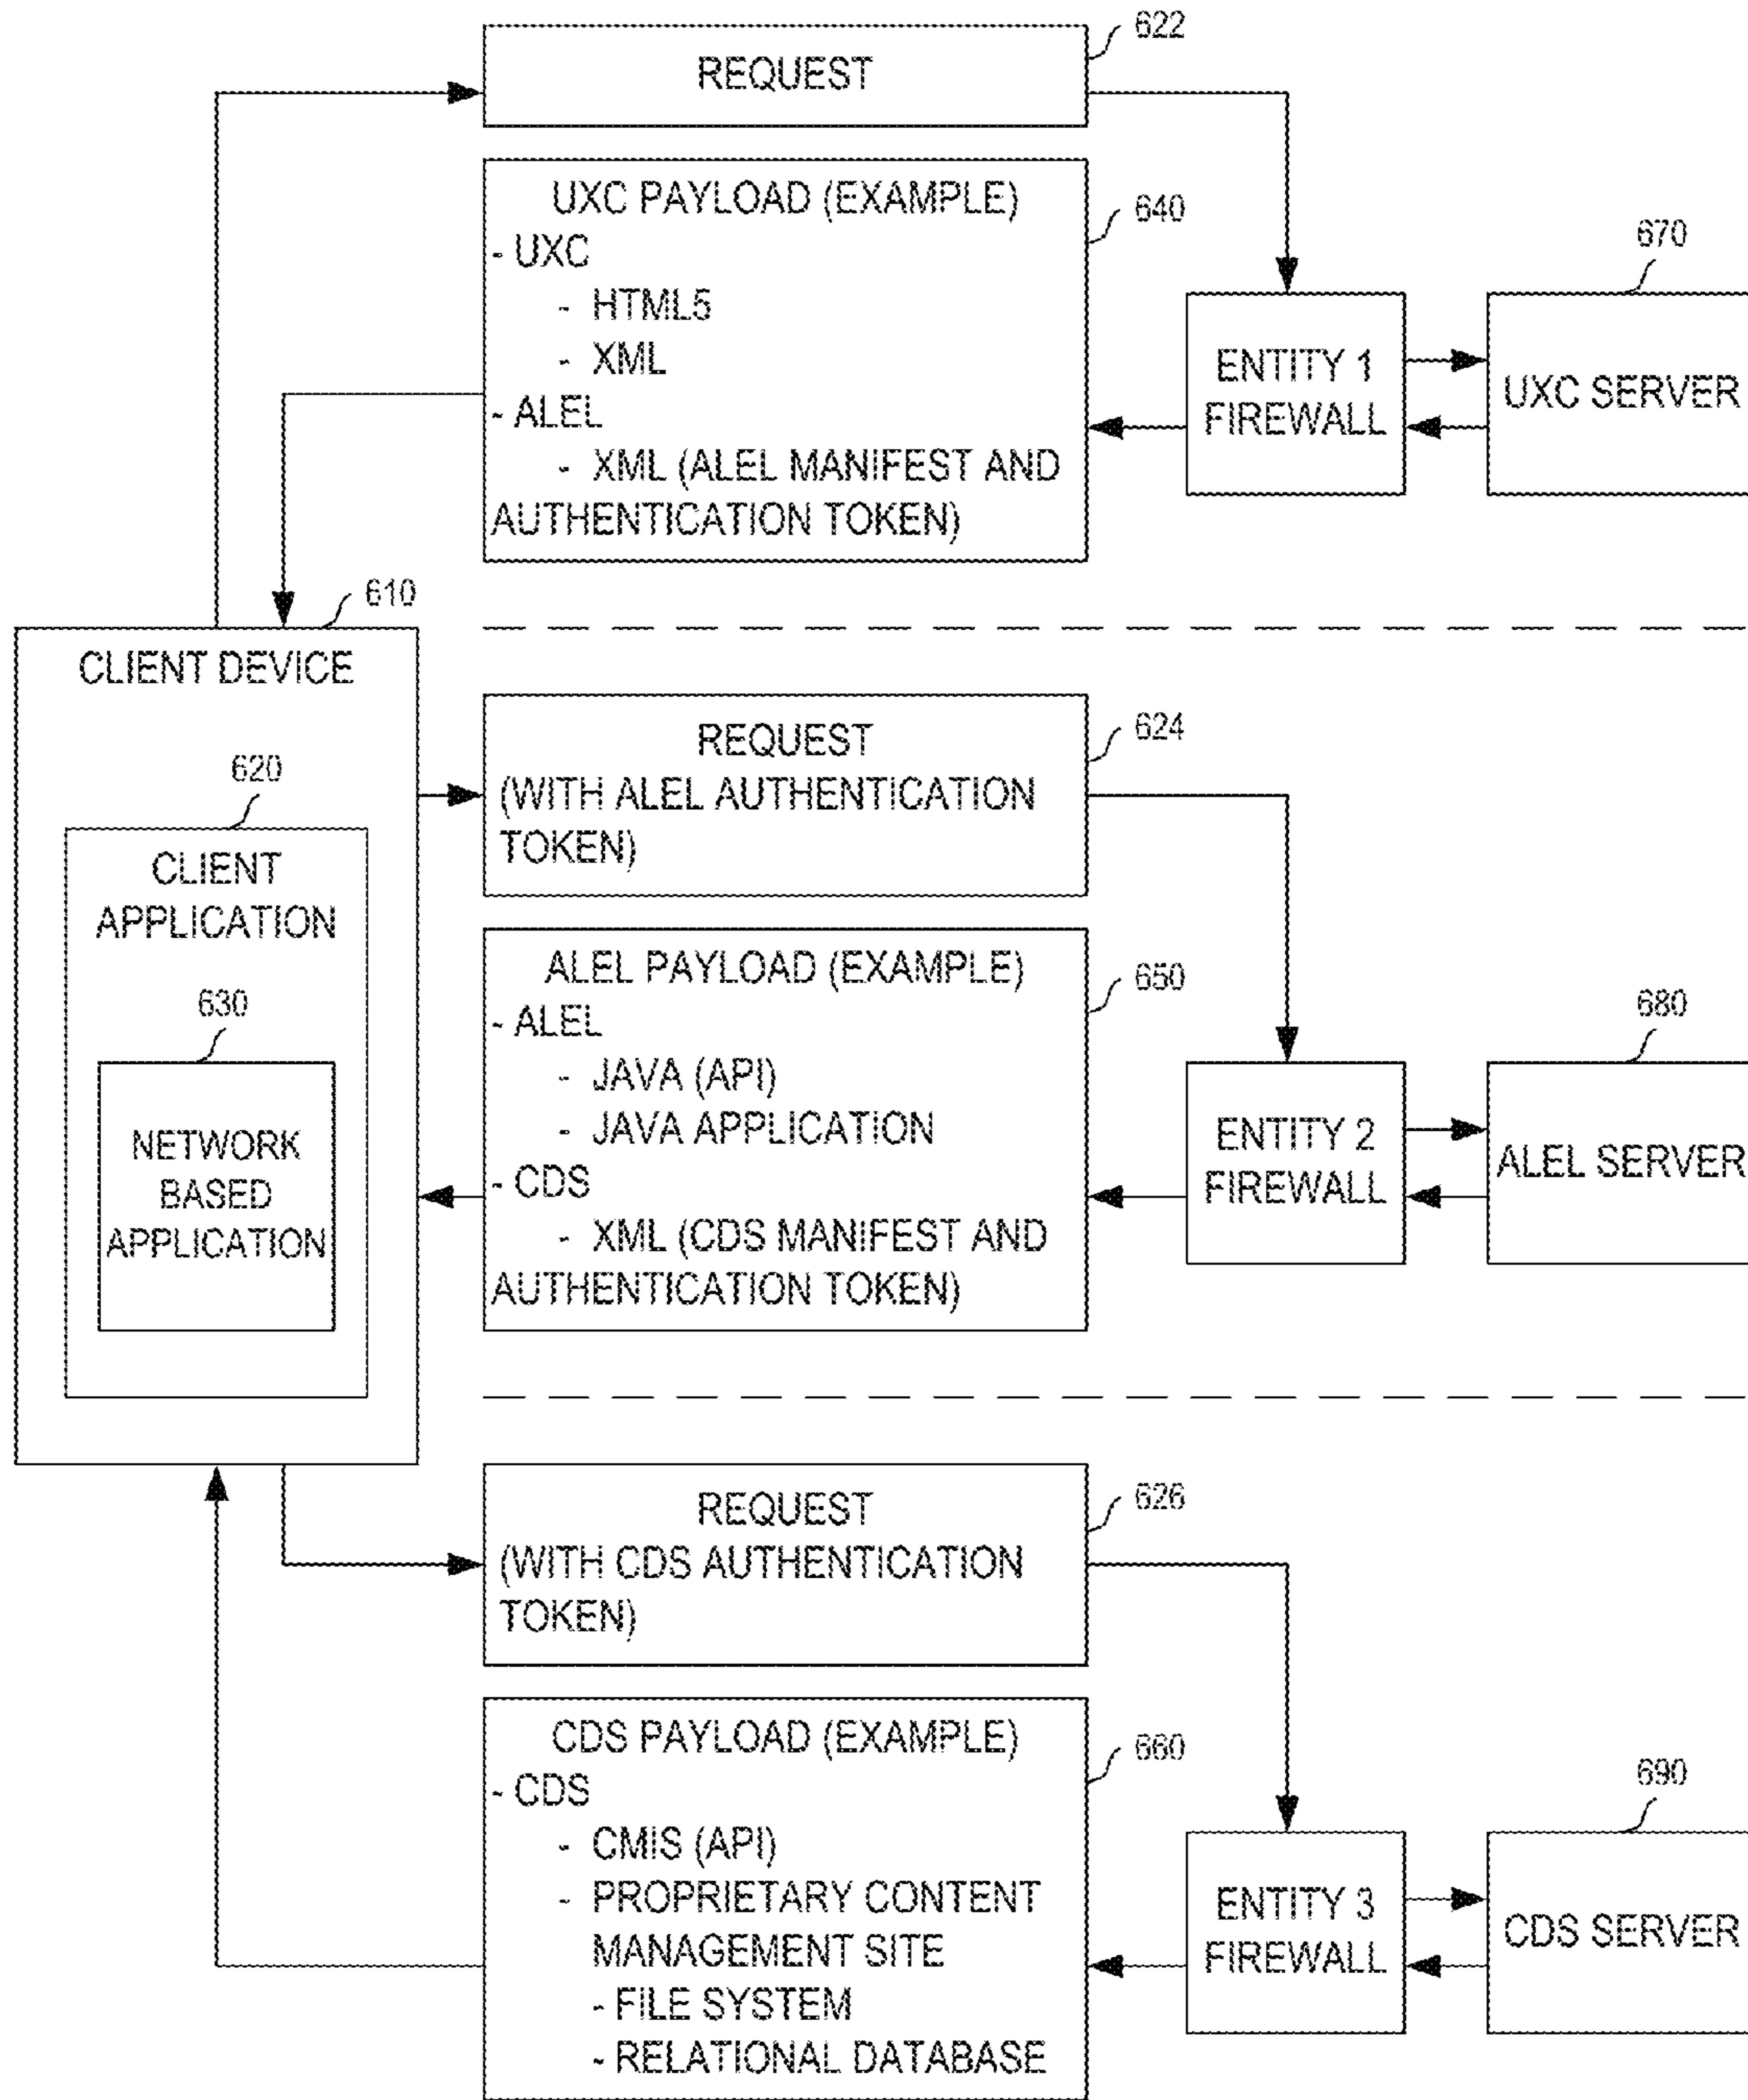 622
REQUEST
UXC PAYLOAD (EXAMPLE)
- UXC
- HTML5
- XML
- ALEL
- XML (ALEL MANIFEST AND
AUTHENTICATION TOKEN)
640
ENTITY 1
FIREWALL
670
UXC SERVER
610
CLIENT DEVICE
620
CLIENT
APPLICATION
630
NETWORK
BASED
APPLICATION
REQUEST
(WITH ALEL AUTHENTICATION
TOKEN)
624
ALEL PAYLOAD (EXAMPLE)
- ALEL
- JAVA (API)
- JAVA APPLICATION
- CDS
- XML (CDS MANIFEST AND
AUTHENTICATION TOKEN)
650
ENTITY 2
FIREWALL
680
ALEL SERVER
REQUEST
(WITH CDS AUTHENTICATION
TOKEN)
626
CDS PAYLOAD (EXAMPLE)
- CDS
- CMIS (API)
- PROPRIETARY CONTENT
MANAGEMENT SITE
- FILE SYSTEM
- RELATIONAL DATABASE
660
ENTITY 3
FIREWALL
690
CDS SERVER